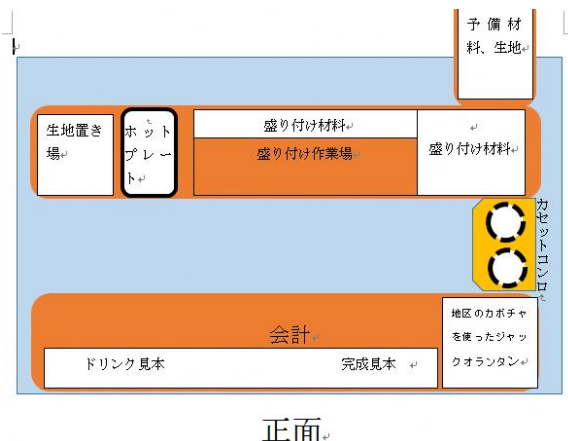 予備材
料、生地
生地置き
場
ホット
プレー
ト
盛り付け材料
盛り付け作業場
盛り付け材料
カセットコンロ
会計
ドリンク見本
完成見本
地区のカボチャ
を使ったジャッ
クオランタン
正面